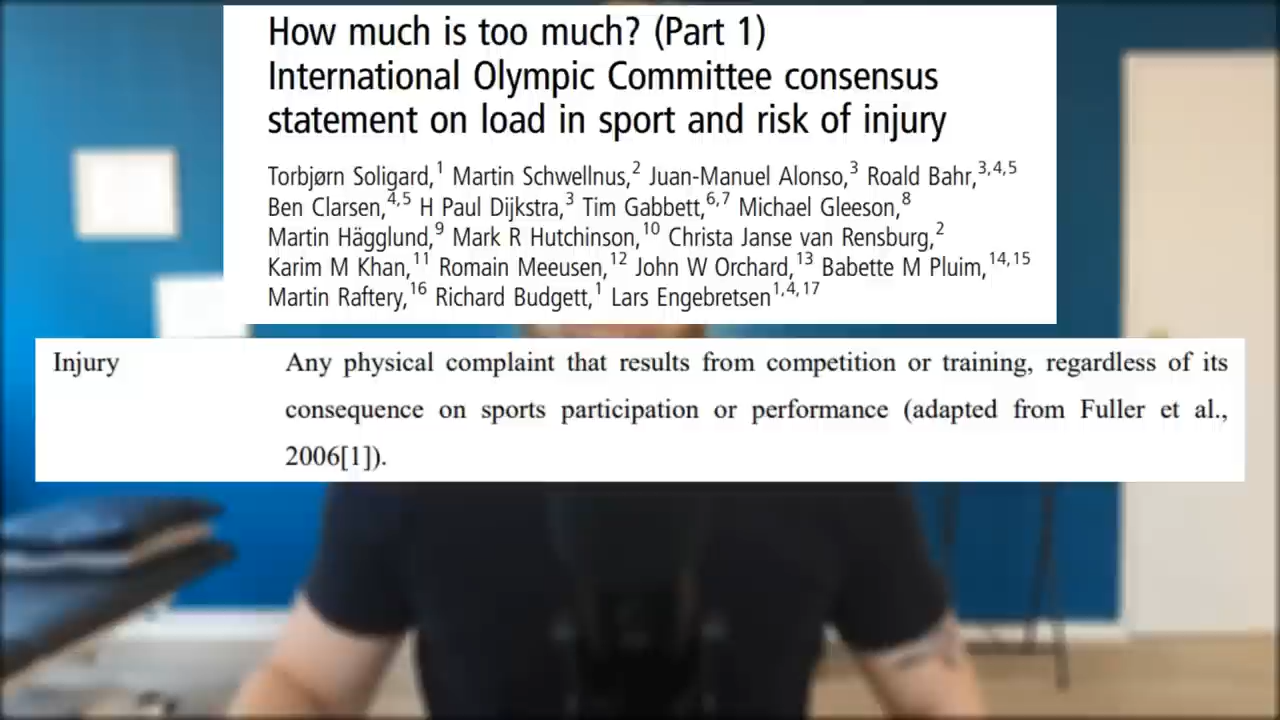 How much is too much? (Part 1)
International Olympic Committee consensus
statement on load in sport and risk of injury
Torbjørn Soligard,1 Martin Schwellnus,2 Juan-Manuel Alonso,3 Roald Bahr,3,4,5
Ben Clarsen,4,5 H Paul Dijkstra,3 Tim Gabbett,6,7 Michael Gleeson,8
Martin Hägglund,9 Mark R Hutchinson,10 Christa Janse van Rensburg,2
Karim M Khan,11 Romain Meeusen,12 John W Orchard,13 Babette M Pluim,14,15
Martin Raftery,16 Richard Budgett,1 Lars Engebretsen1,4,17
Injury Any physical complaint that results from competition or training, regardless of its
consequence on sports participation or performance (adapted from Fuller et al.,
2006[1]).